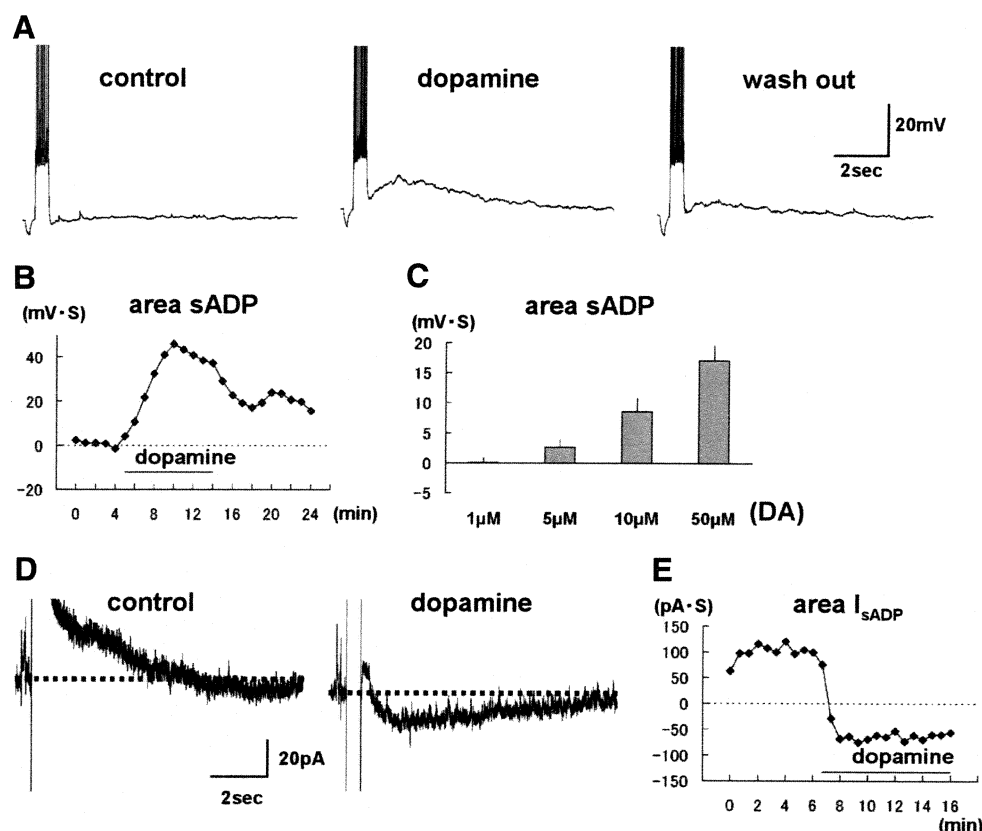 A
control
dopamine
wash out
20mV
2sec
B
area sADP
(mV・S)
40
20
0
dopamine
-20
0 4 8 12 16 20 24 (min)
C
area sADP
(mV・S)
20
15
10
5
0
-5
1μM 5μM 10μM 50μM (DA)
D
control
dopamine
20pA
2sec
E
area IsADP
(pA・S)
150
100
50
0
-50
-100
dopamine
-150
0 2 4 6 8 10 12 14 16
(min)